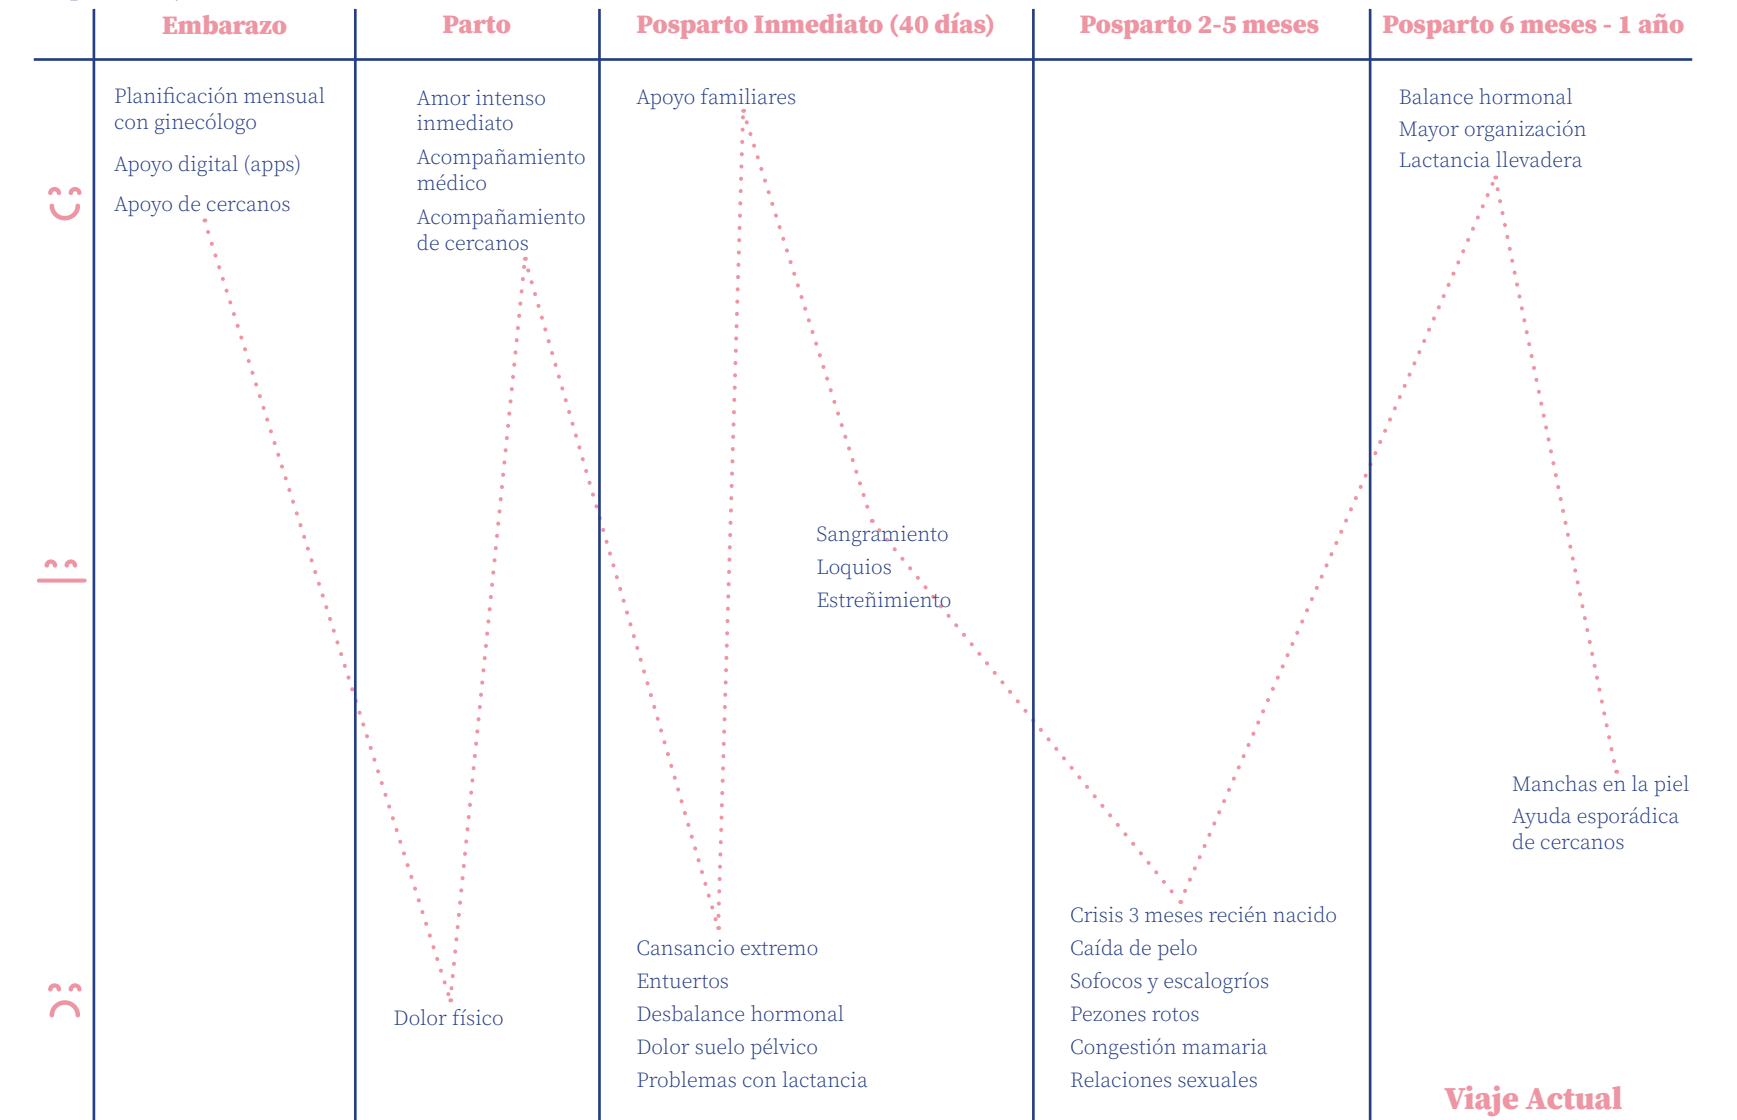 Embarazo
Parto
Posparto Inmediato (40 días)
Posparto 2-5 meses
Posparto 6 meses - 1 año
Planificación mensual
con ginecólogo
Apoyo digital (apps)
Apoyo de cercanos
Amor intenso
inmediato
Acompañamiento
médico
Acompañamiento
de cercanos
Dolor físico
Apoyo familiares
Sangramiento
Loquios
Estreñimiento
Cansancio extremo
Entuertos
Desbalance hormonal
Dolor suelo pélvico
Problemas con lactancia
Crisis 3 meses recién nacido
Caída de pelo
Sofocos y escalogríos
Pezones rotos
Congestión mamaria
Relaciones sexuales
Balance hormonal
Mayor organización
Lactancia llevadera
Manchas en la piel
Ayuda esporádica
de cercanos
Viaje Actual